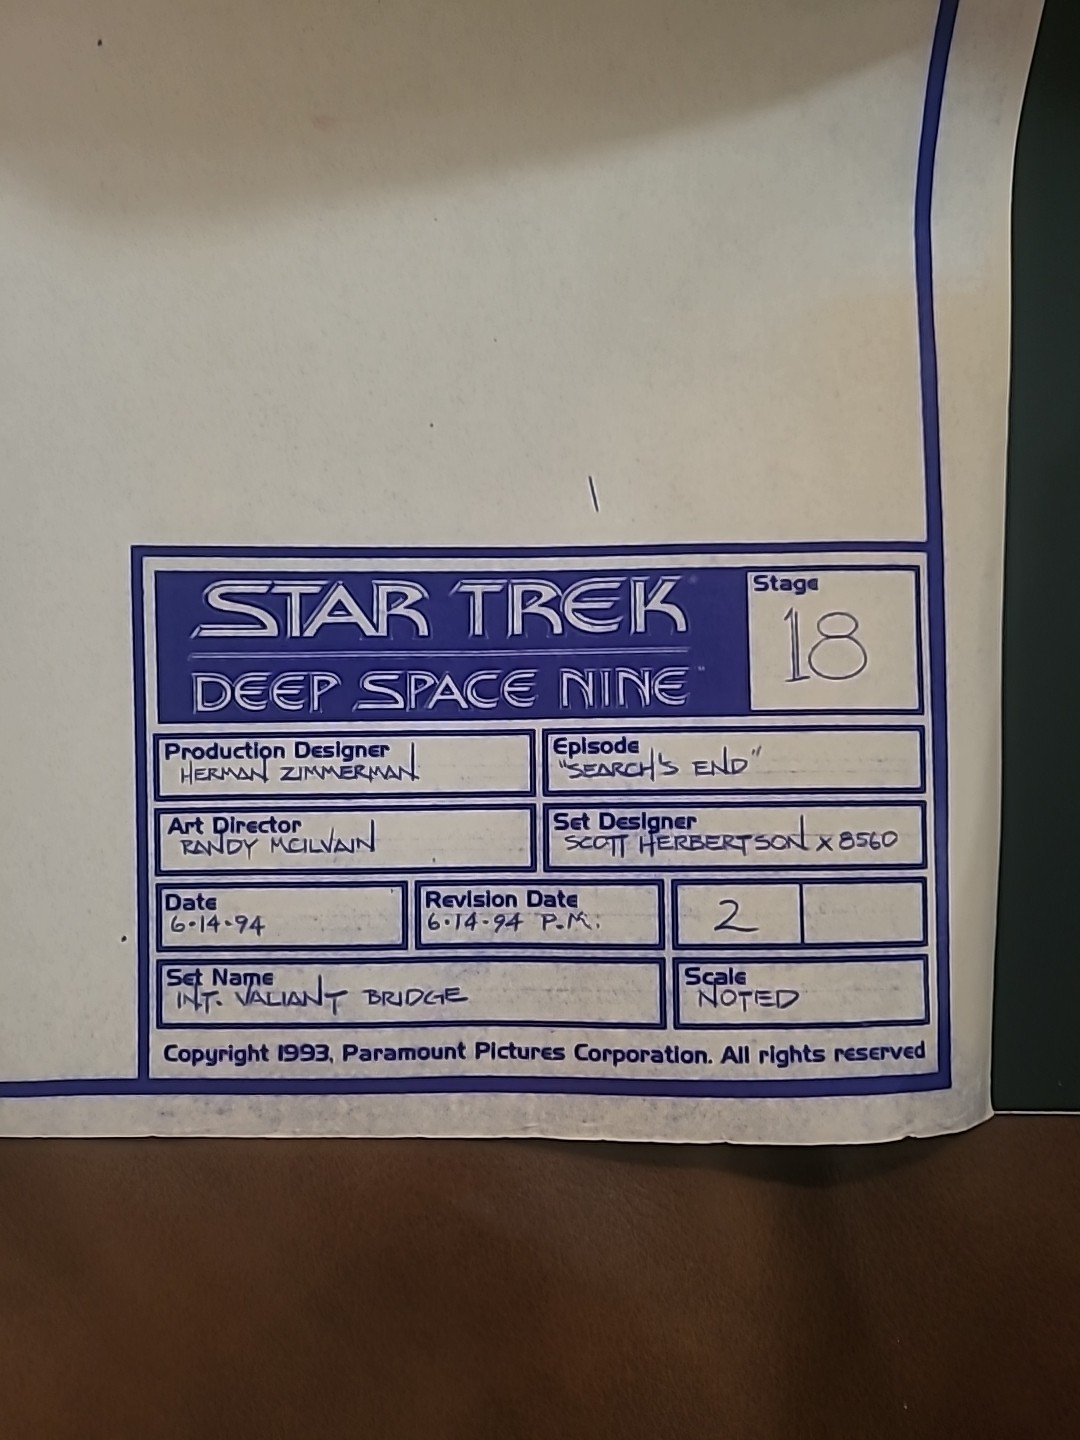 STAR TREK
DEEP SPACE NINE
Stage
18
Production Designer
HERMAN ZIMMERMAN
Episode
"SEARCH'S END"
Art Director
RANDY MCILVAIN
Set Designer
SCOTT HERBERTSON X 8560
Date
6-14-94
Revision Date
6-14-94 P.M.
2
Set Name
INT. VALIANT BRIDGE
Scale
NOTED
Copyright 1993, Paramount Pictures Corporation. All rights reserved